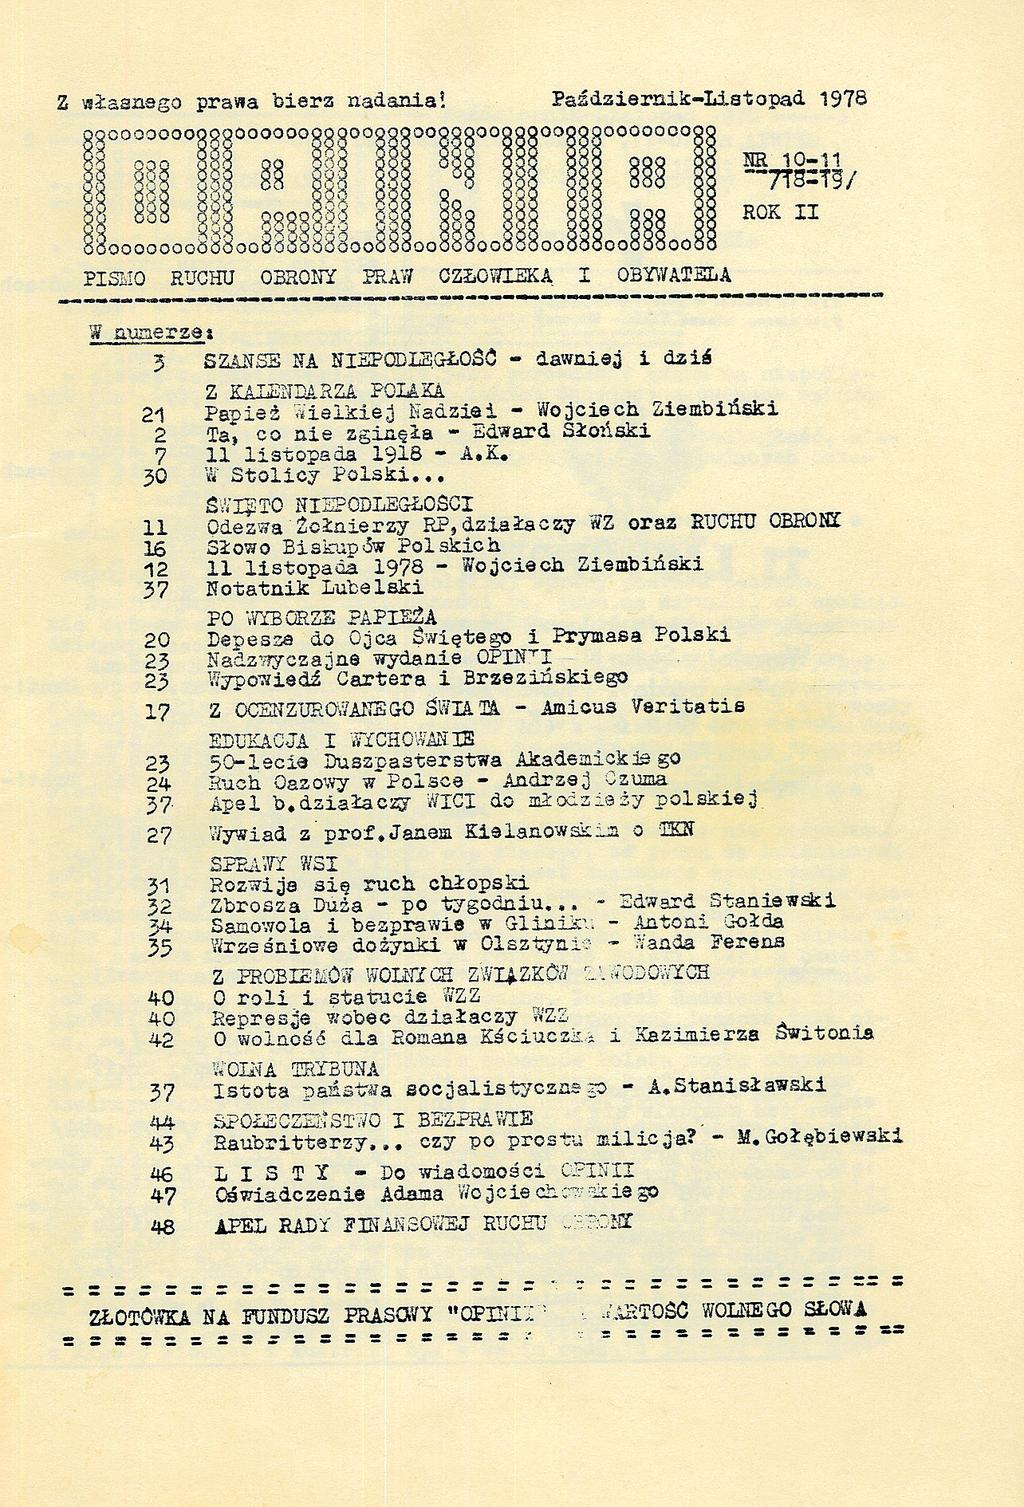 Z własnego prawa bierz nadania! Październik-Listopad 1978
OPINIA
NR 10-11
/18-19/
ROK II
PISMO RUCHU OBRONY PRAW CZŁOWIEKA I OBYWATELA
W numerze:
3 SZANSE NA NIEPODLEGŁOŚĆ - dawniej i dziś
Z KALENDARZA POLAKA
21 Papież Wielkiej Nadziei - Wojciech Ziembiński
2 Ta, co nie zginęła - Edward Słoński
7 11 listopada 1918 - A.K.
30 W Stolicy Polski...
ŚWIĘTO NIEPODLEGŁOŚCI
11 Odezwa Żołnierzy RP,działaczy WZ oraz RUCHU OBRONY
16 Słowo Biskupów Polskich
12 11 listopada 1978 - Wojciech Ziembiński
37 Notatnik Lubelski
PO WYBORZE PAPIEŻA
20 Depesze do Ojca Świętego i Prymasa Polski
23 Nadzwyczajne wydanie OPINII
23 Wypowiedź Cartera i Brzezińskiego
17 Z OCENZUROWANEGO ŚWIATA - Amicus Veritatis
EDUKACJA I WYCHOWANIE
23 50-lecie Duszpasterstwa Akademickiego
24 Ruch Oazowy w Polsce - Andrzej Czuma
37 Apel b.działaczy WICI do młodzieży polskiej
27 Wywiad z prof.Janem Kielanowskim o TKN
SPRAWY WSI
31 Rozwija się ruch chłopski
32 Zbrosza Duża - po tygodniu... - Edward Staniewski
34 Samowola i bezprawie w Gliniku - Antoni Gołda
35 Wrześniowe dożynki w Olsztynie - Wanda Ferens
Z PROBLEMÓW WOLNYCH ZWIĄZKÓW ZAWODOWYCH
40 O roli i statucie WZZ
40 Represje wobec działaczy WZZ
42 O wolność dla Romana Kściuczka i Kazimierza Świtonia
WOLNA TRYBUNA
37 Istota państwa socjalistycznego - A.Stanisławski
44 SPOŁECZEŃSTWO I BEZPRAWIE
43 Raubritterzy... czy po prostu milicja? - M.Gołębiewski
46 L I S T Y - Do wiadomości OPINII
47 Oświadczenie Adama Wojciechowskiego
48 APEL RADY FINANSOWEJ RUCHU OBRONY
ZŁOTÓWKA NA FUNDUSZ PRASOWY "OPINII" WARTOŚĆ WOLNEGO SŁOWA